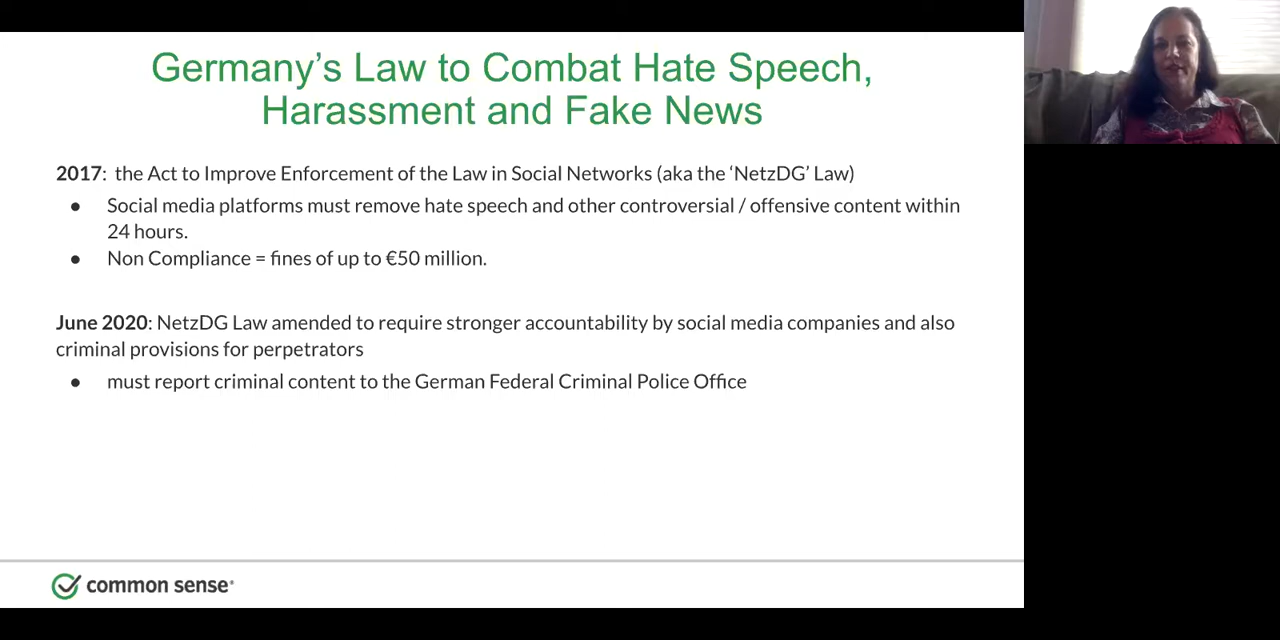 Germany's Law to Combat Hate Speech,
Harassment and Fake News
2017: the Act to Improve Enforcement of the Law in Social Networks (aka the 'NetzDG' Law)
● Social media platforms must remove hate speech and other controversial / offensive content within
24 hours.
● Non Compliance = fines of up to €50 million.
June 2020: NetzDG Law amended to require stronger accountability by social media companies and also
criminal provisions for perpetrators
● must report criminal content to the German Federal Criminal Police Office
common sense®